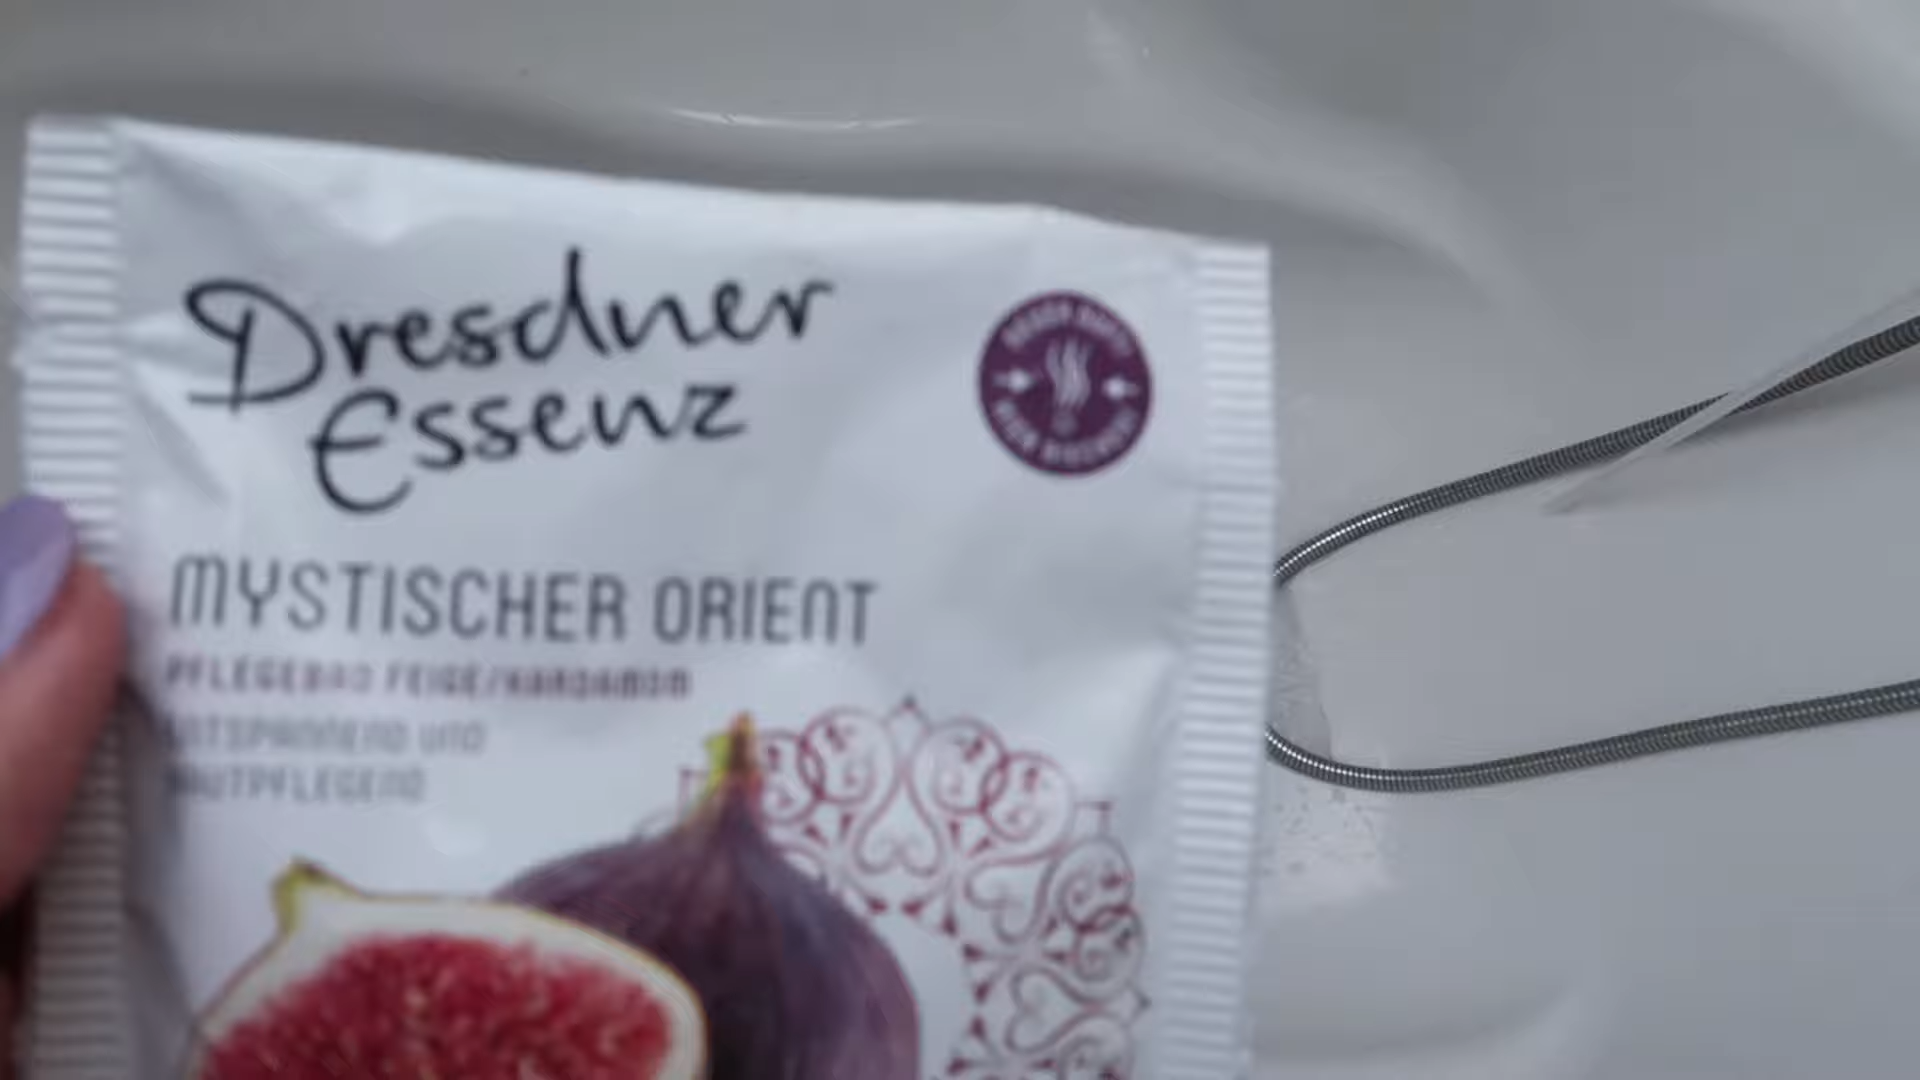 Dresdner
Essenz
MYSTISCHER ORIENT
PFLEGEBAD FEIGE/KARDAMOM
ENTSPANNEND UND
HAUTPFLEGEND